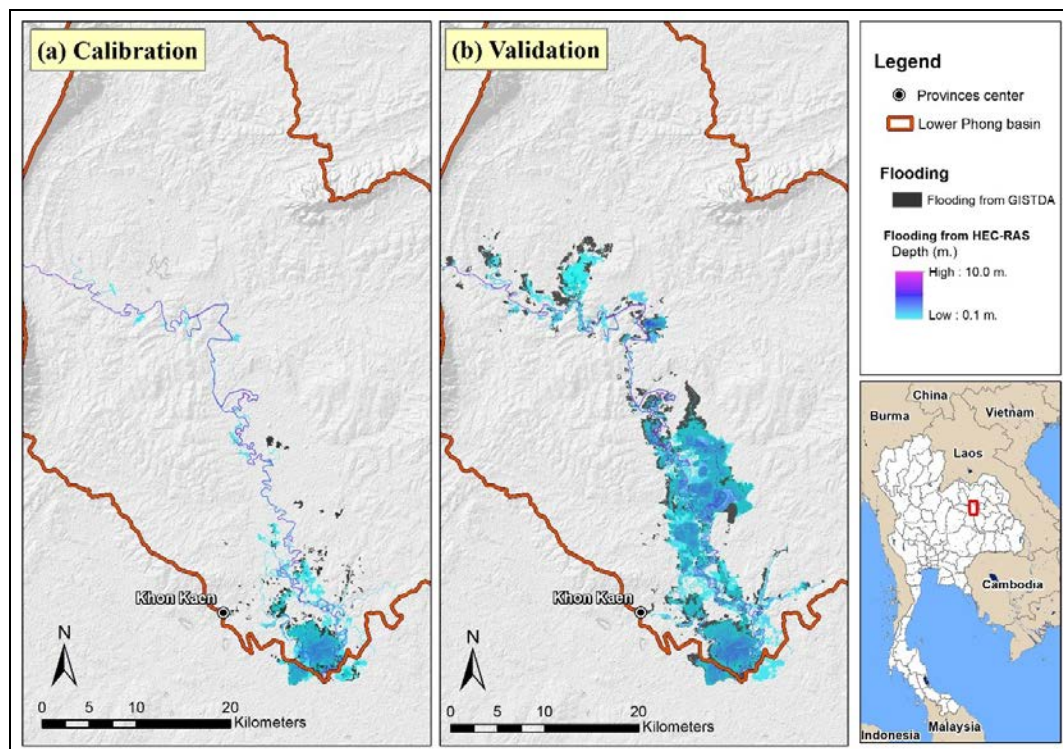 (a) Calibration
Khon Kaen
N
0 5 10 20
Kilometers
(b) Validation
Khon Kaen
N
0 5 10 20
Kilometers
Legend
Provinces center
Lower Phong basin
Flooding
Flooding from GISTDA
Flooding from HEC-RAS
Depth (m.)
High : 10.0 m.
Low : 0.1 m.
China
Burma
Vietnam
Laos
Cambodia
Malaysia
Indonesia